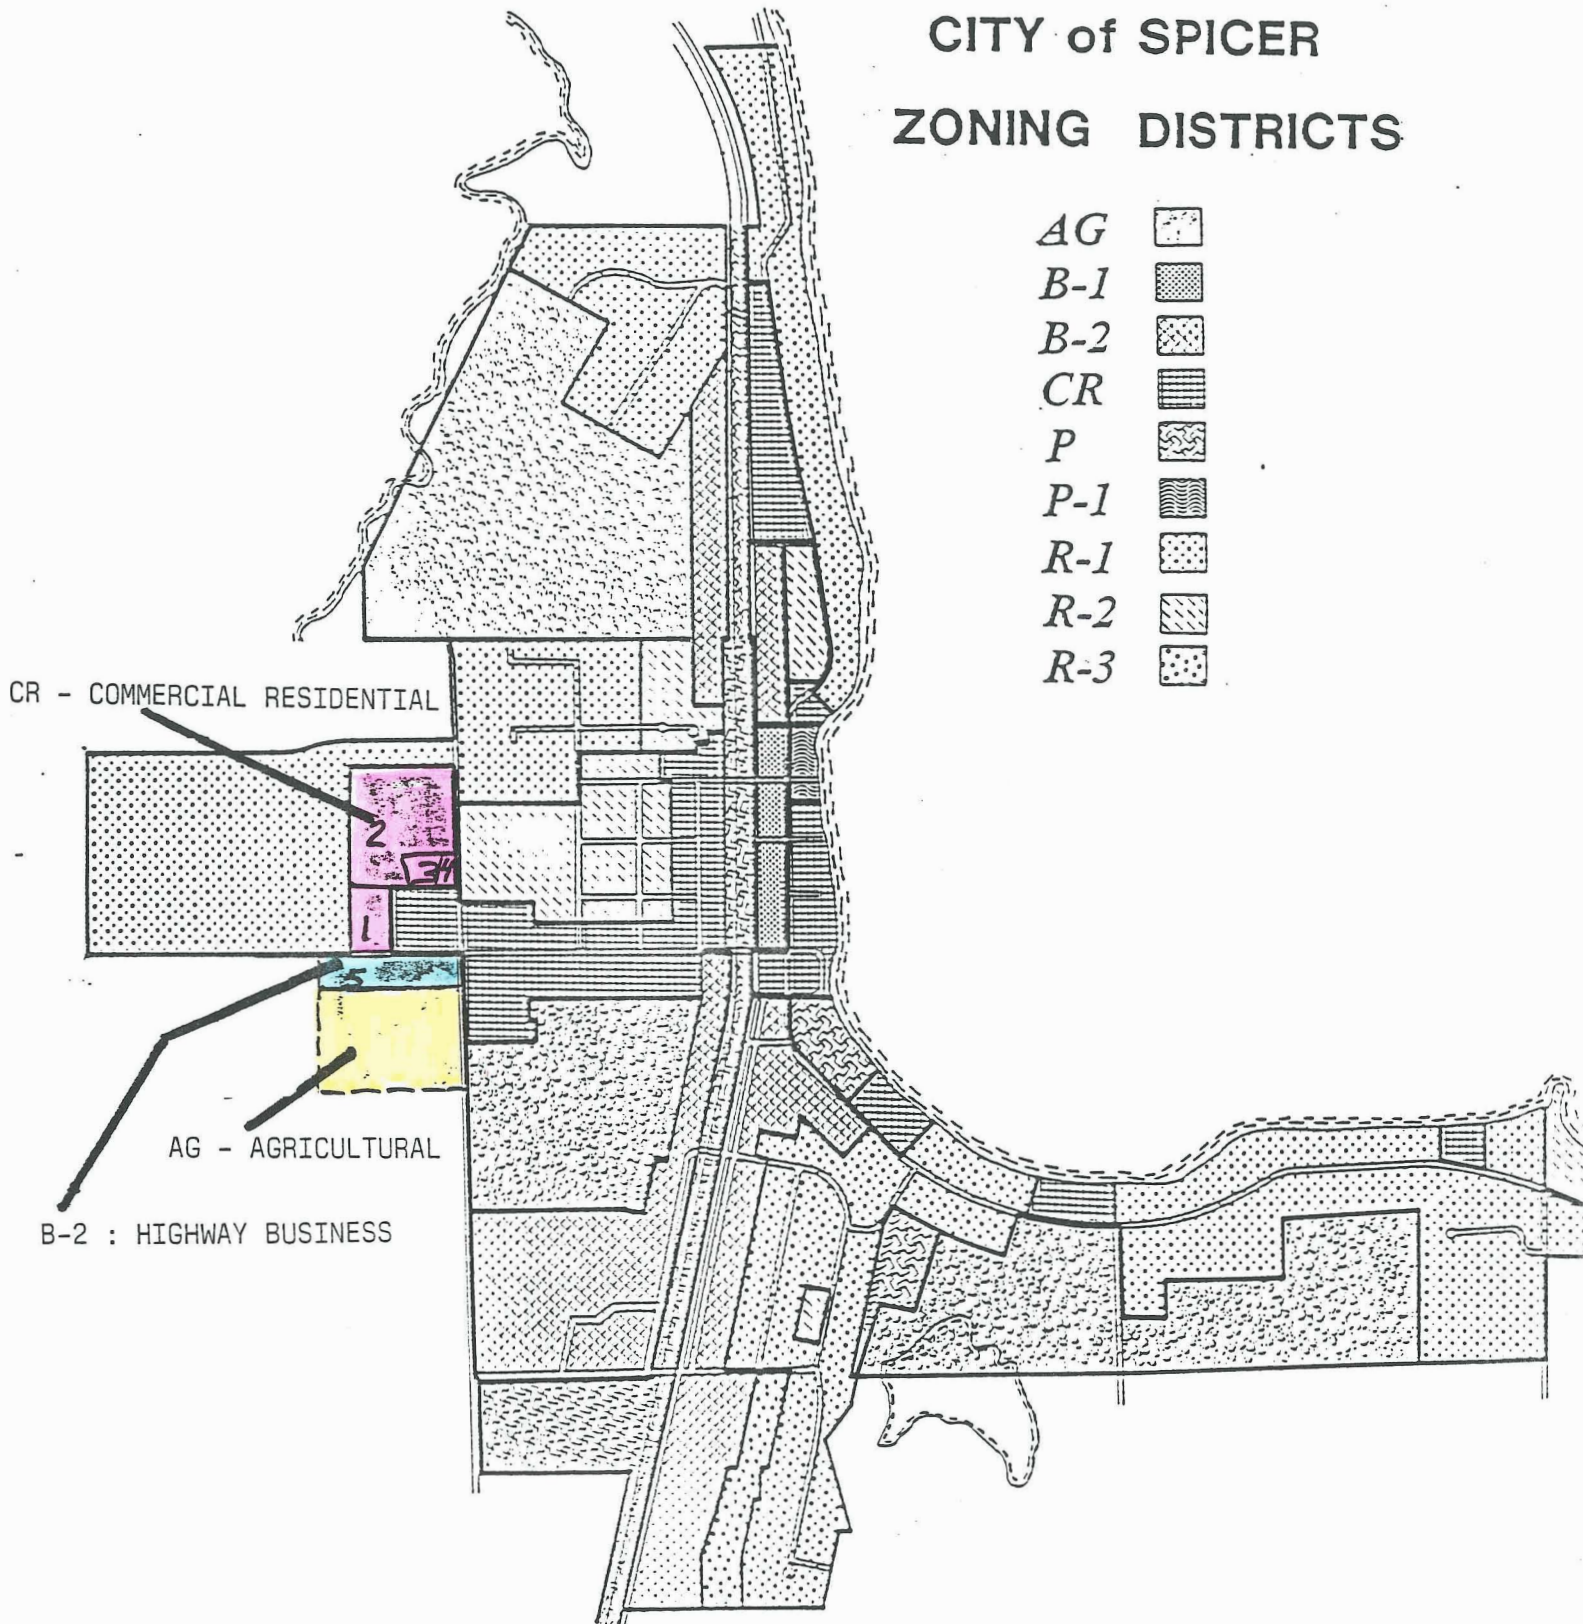 CITY of SPICER
ZONING DISTRICTS
AG
B-1
B-2
CR
P
P-1
R-1
R-2
R-3
CR - COMMERCIAL RESIDENTIAL
2
3
4
1
5
AG - AGRICULTURAL
B-2 : HIGHWAY BUSINESS